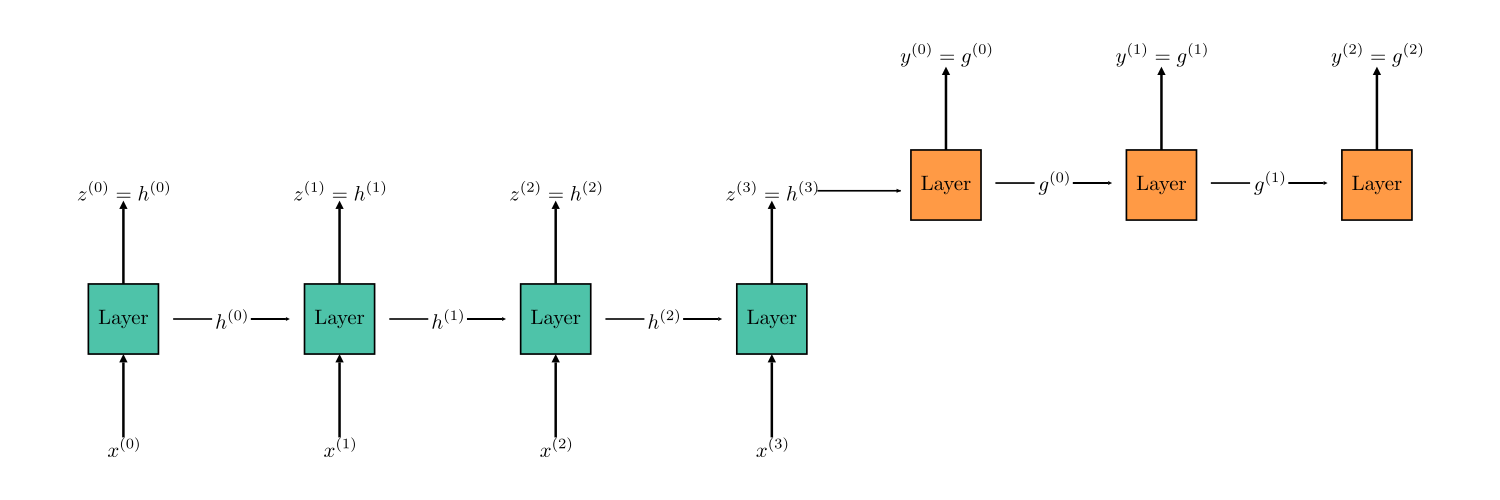 y^(0) = g^(0) y^(1) = g^(1) y^(2) = g^(2)
Layer g^(0) Layer g^(1) Layer
z^(0) = h^(0) z^(1) = h^(1) z^(2) = h^(2) z^(3) = h^(3)
Layer h^(0) Layer h^(1) Layer h^(2) Layer
x^(0) x^(1) x^(2) x^(3)